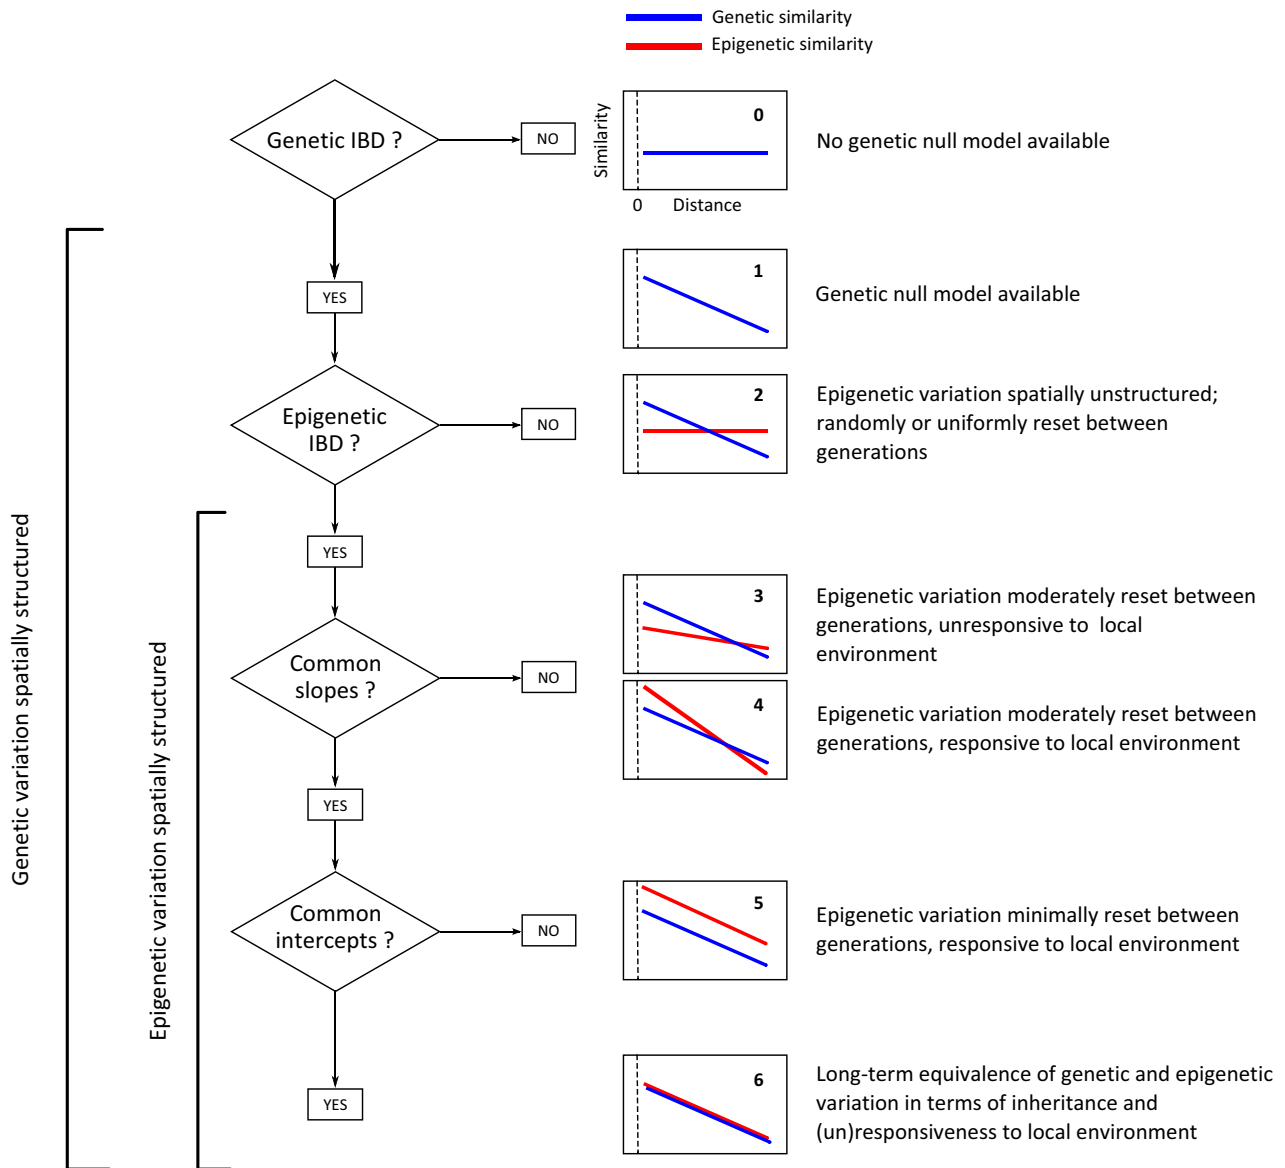 Genetic similarity
Epigenetic similarity
Genetic IBD ?
NO
Similarity
0
0 Distance
No genetic null model available
YES
1
Genetic null model available
Epigenetic
IBD ?
NO
2
Epigenetic variation spatially unstructured;
randomly or uniformly reset between
generations
YES
Common
slopes ?
NO
3
Epigenetic variation moderately reset between
generations, unresponsive to local
environment
4
Epigenetic variation moderately reset between
generations, responsive to local environment
YES
Common
intercepts ?
NO
5
Epigenetic variation minimally reset between
generations, responsive to local environment
YES
6
Long-term equivalence of genetic and epigenetic
variation in terms of inheritance and
(un)responsiveness to local environment
Genetic variation spatially structured
Epigenetic variation spatially structured